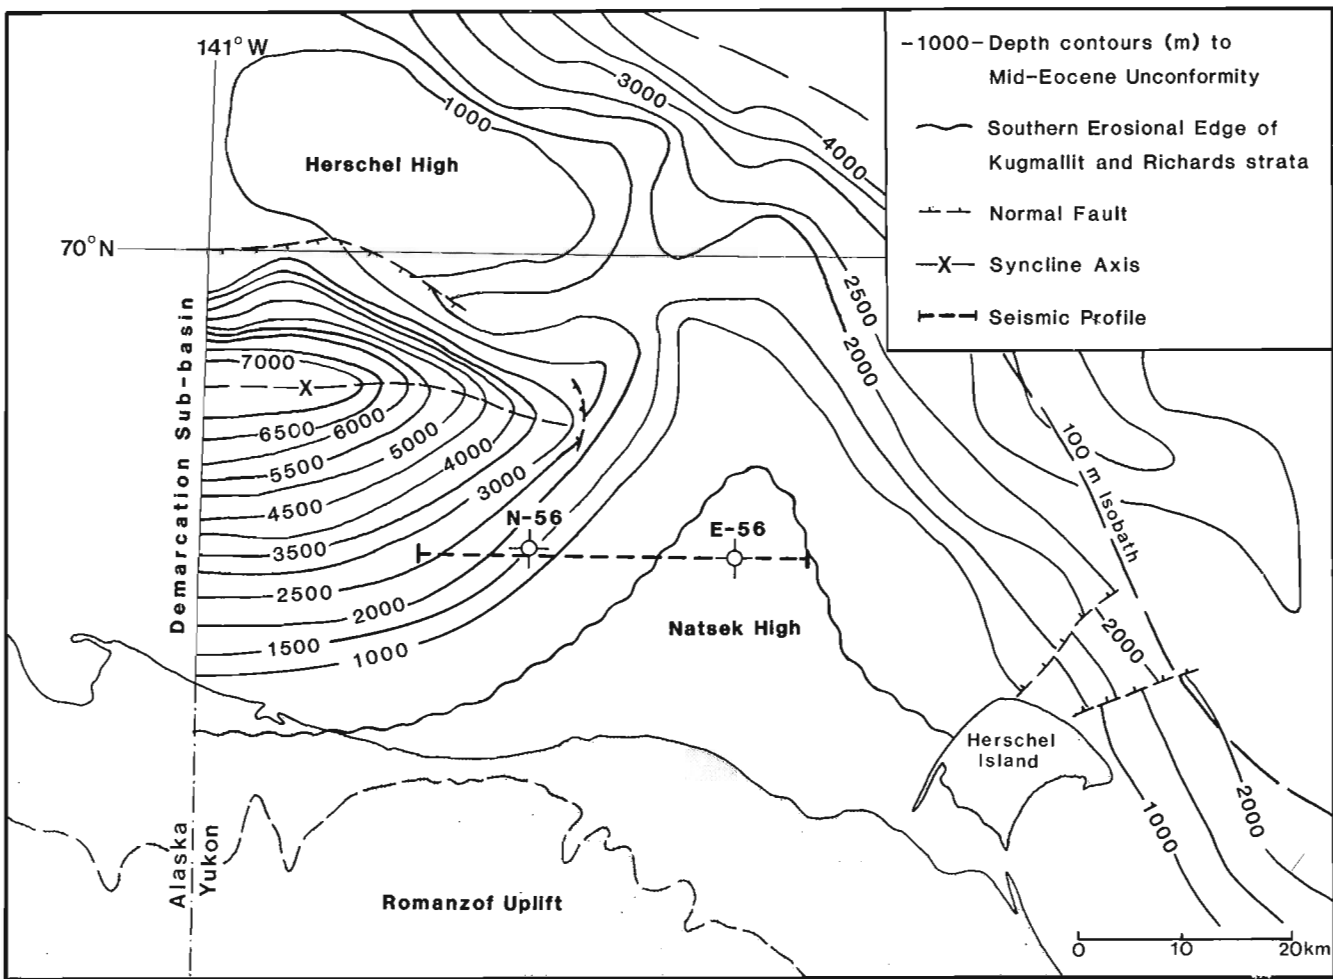 141° W
-1000- Depth contours (m) to
Mid-Eocene Unconformity
Southern Erosional Edge of
Kugmallit and Richards strata
Normal Fault
X Syncline Axis
Seismic Profile
3000
1000
4000
Herschel High
70° N
2500
2000
Demarcation Sub-basin
7000
X
6500
6000
5500
5000
4500
4000
3500
3000
2500
2000
1500
1000
N-56
E-56
Natsek High
100 m Isobath
2000
Herschel
Island
1000
2000
Alaska
Yukon
Romanzof Uplift
0 10 20km